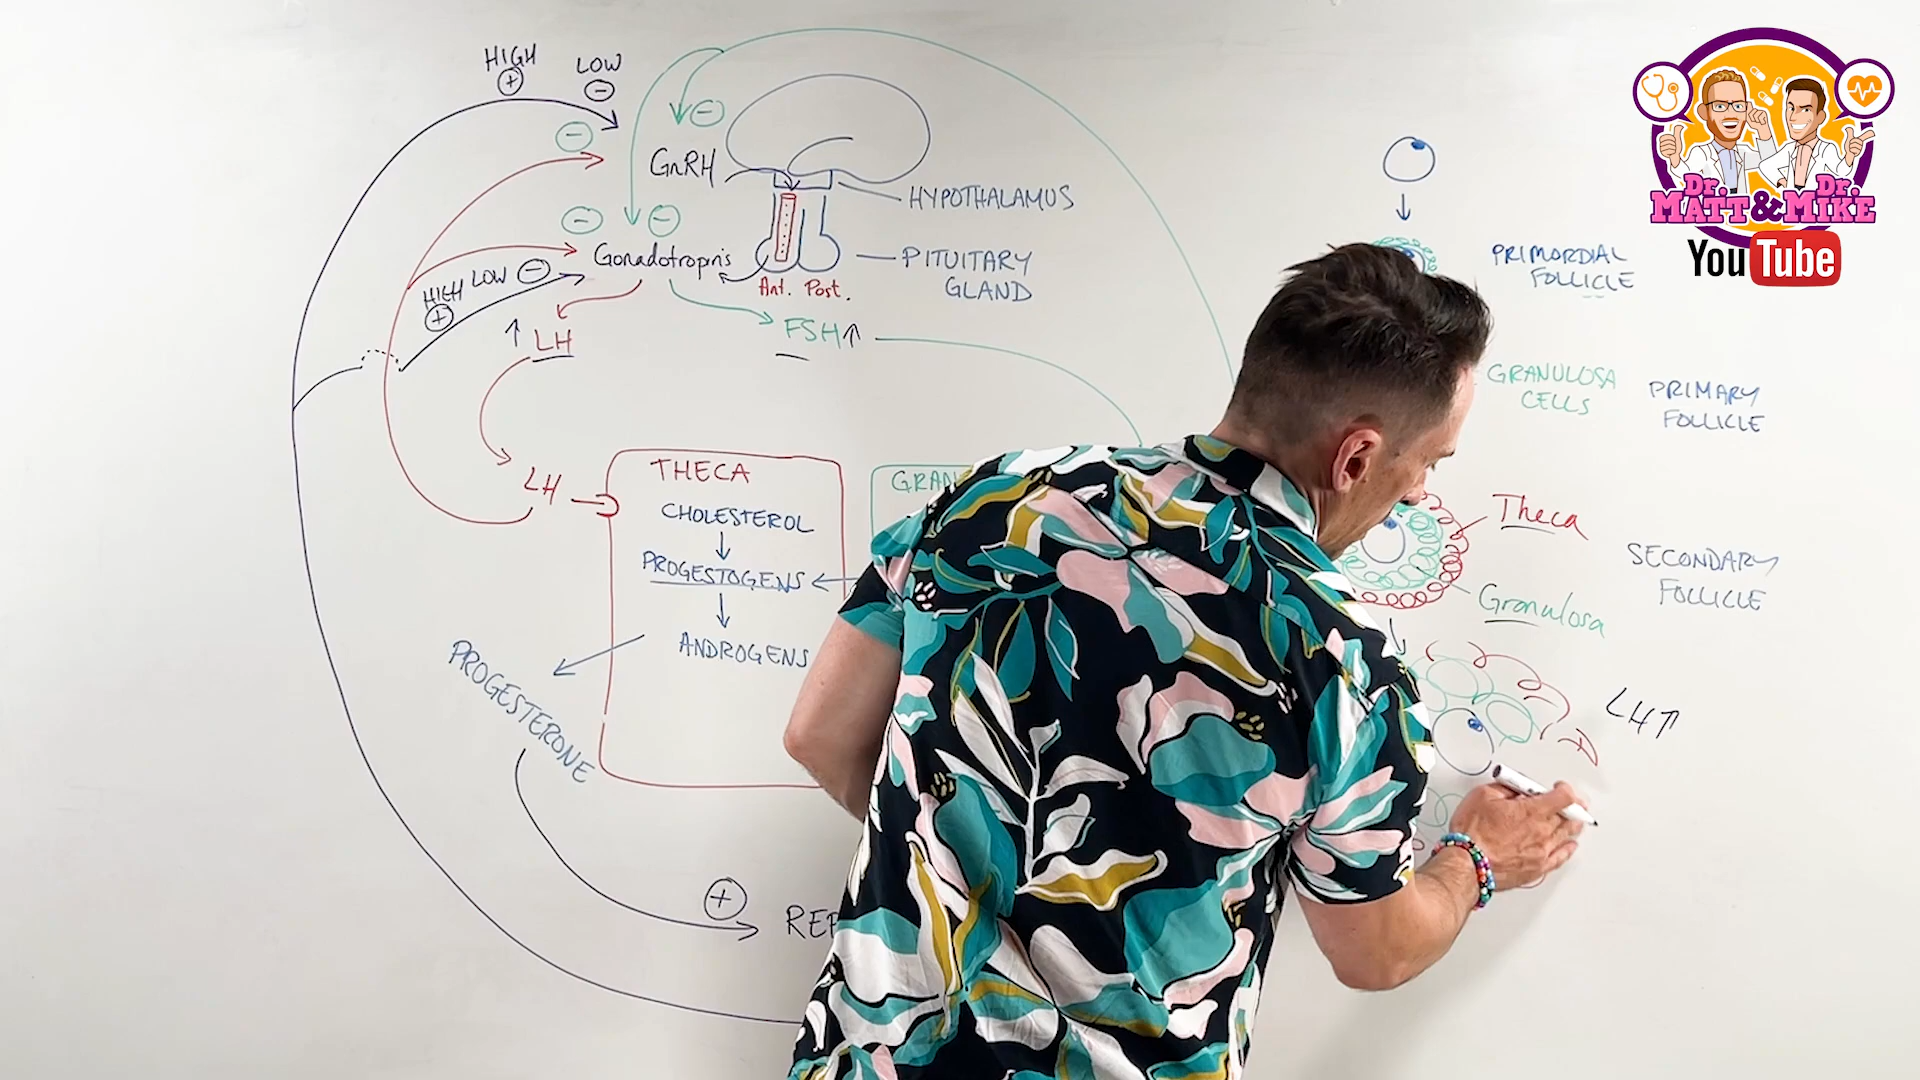 HIGH
LOW
GnRH
HYPOTHALAMUS
Gonadotropins
PITUITARY
GLAND
Ant. Post.
HIGH LOW
LH
FSH
LH
THECA
CHOLESTEROL
PROGESTOGENS
ANDROGENS
PROGESTERONE
PRIMORDIAL
FOLLICLE
GRANULOSA
CELLS
PRIMARY
FOLLICLE
Theca
Granulosa
SECONDARY
FOLLICLE
LH↑
Dr. Dr.
MATT & MIKE
YouTube